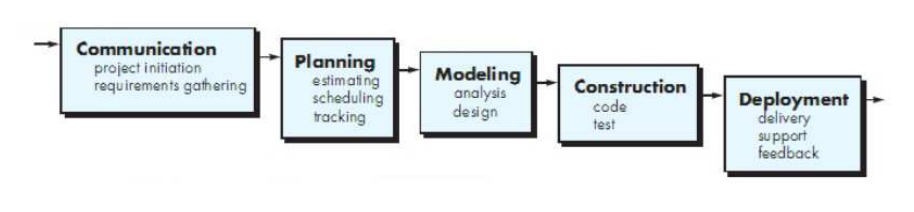 Communication
project initiation
requirements gathering
Planning
estimating
scheduling
tracking
Modeling
analysis
design
Construction
code
test
Deployment
delivery
support
feedback